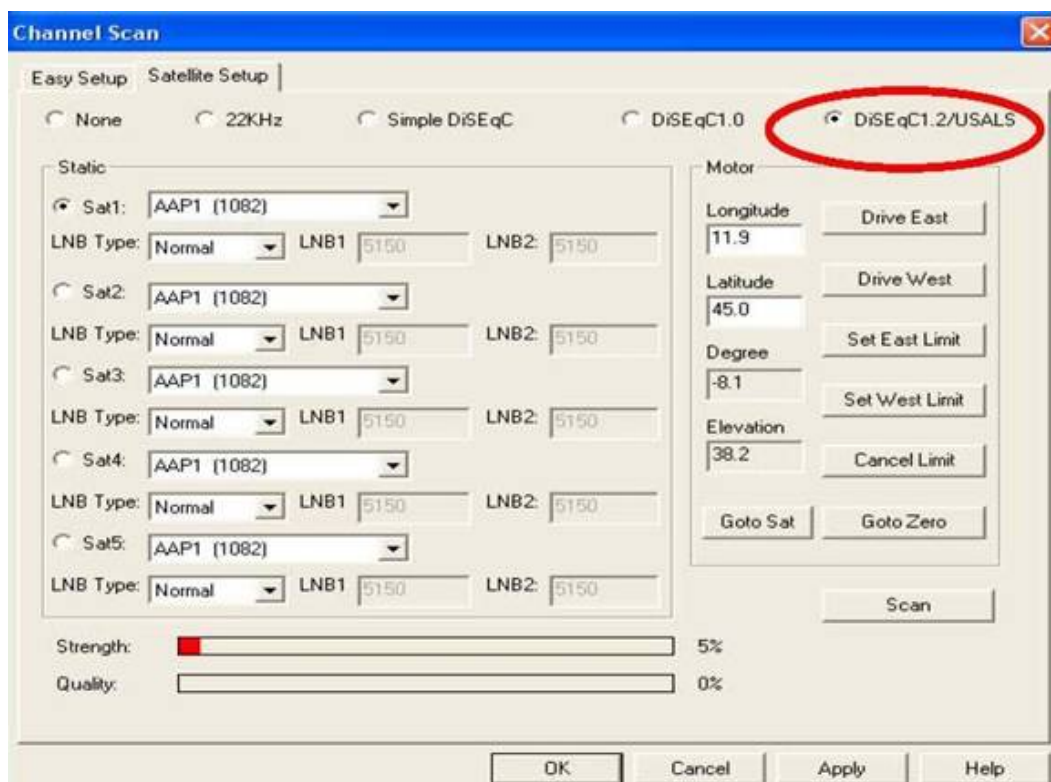 Channel Scan
Easy Setup Satellite Setup
None 22KHz Simple DiSEqC DiSEqC1.0 DiSEqC1.2/USALS
Static
Sat1: AAP1 (1082)
LNB Type: Normal LNB1 5150 LNB2: 5150
Sat2: AAP1 (1082)
LNB Type: Normal LNB1 5150 LNB2: 5150
Sat3: AAP1 (1082)
LNB Type: Normal LNB1 5150 LNB2: 5150
Sat4: AAP1 (1082)
LNB Type: Normal LNB1 5150 LNB2: 5150
Sat5: AAP1 (1082)
LNB Type: Normal LNB1 5150 LNB2: 5150
Motor
Longitude
11.9
Drive East
Latitude
45.0
Drive West
Degree
-8.1
Set East Limit
Elevation
38.2
Set West Limit
Cancel Limit
Goto Sat Goto Zero
Scan
Strength: 5%
Quality: 0%
OK Cancel Apply Help